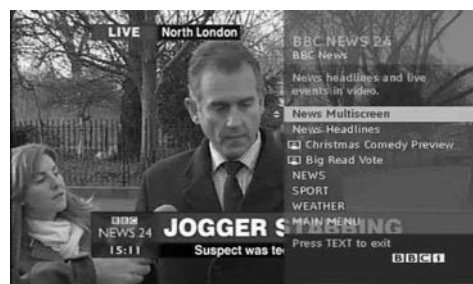 LIVE North London
BBC NEWS 24
BBC News
News headlines and live
events in video.
News Multiscreen
News Headlines
Christmas Comedy Preview
Big Read Vote
NEWS
SPORT
WEATHER
MAIN MENU
Press TEXT to exit
BBC 1
BBC
NEWS 24
15:11
JOGGER STABBING
Suspect was